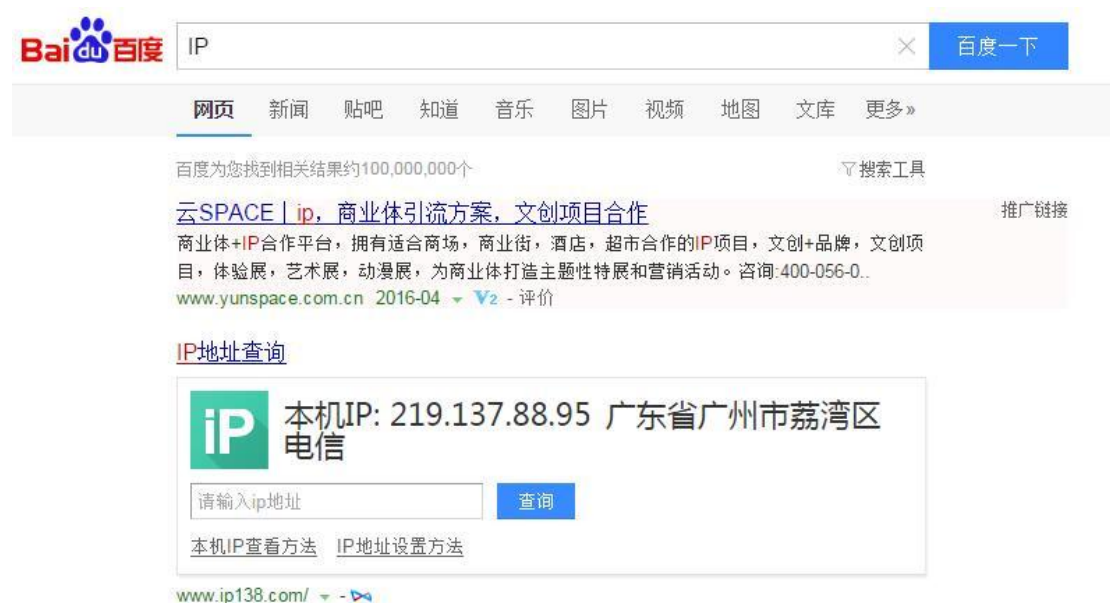 Bai du 百度
IP
百度一下
网页 新闻 贴吧 知道 音乐 图片 视频 地图 文库 更多»
百度为您找到相关结果约100,000,000个
搜索工具
云SPACE | ip，商业体引流方案，文创项目合作
推广链接
商业体+IP合作平台，拥有适合商场，商业街，酒店，超市合作的IP项目，文创+品牌，文创项
目，体验展，艺术展，动漫展，为商业体打造主题性特展和营销活动。咨询:400-056-0..
www.yunspace.com.cn 2016-04 V2 - 评价
IP地址查询
iP
本机IP: 219.137.88.95 广东省广州市荔湾区
电信
请输入ip地址
查询
本机IP查看方法 IP地址设置方法
www.ip138.com/ -